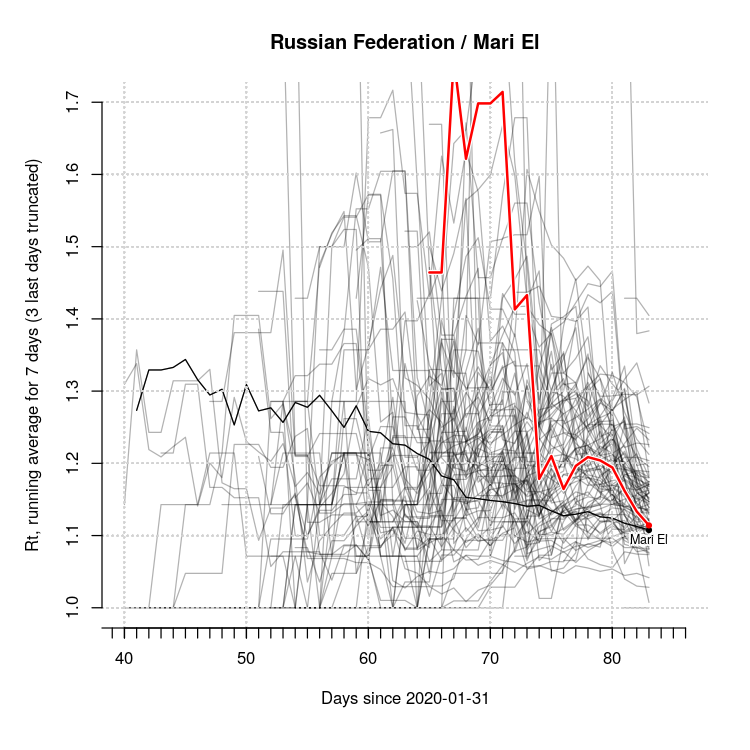 Russian Federation / Mari El
Rt, running average for 7 days (3 last days truncated)
1.7
1.6
1.5
1.4
1.3
1.2
1.1
1.0
Mari El
40 50 60 70 80
Days since 2020-01-31